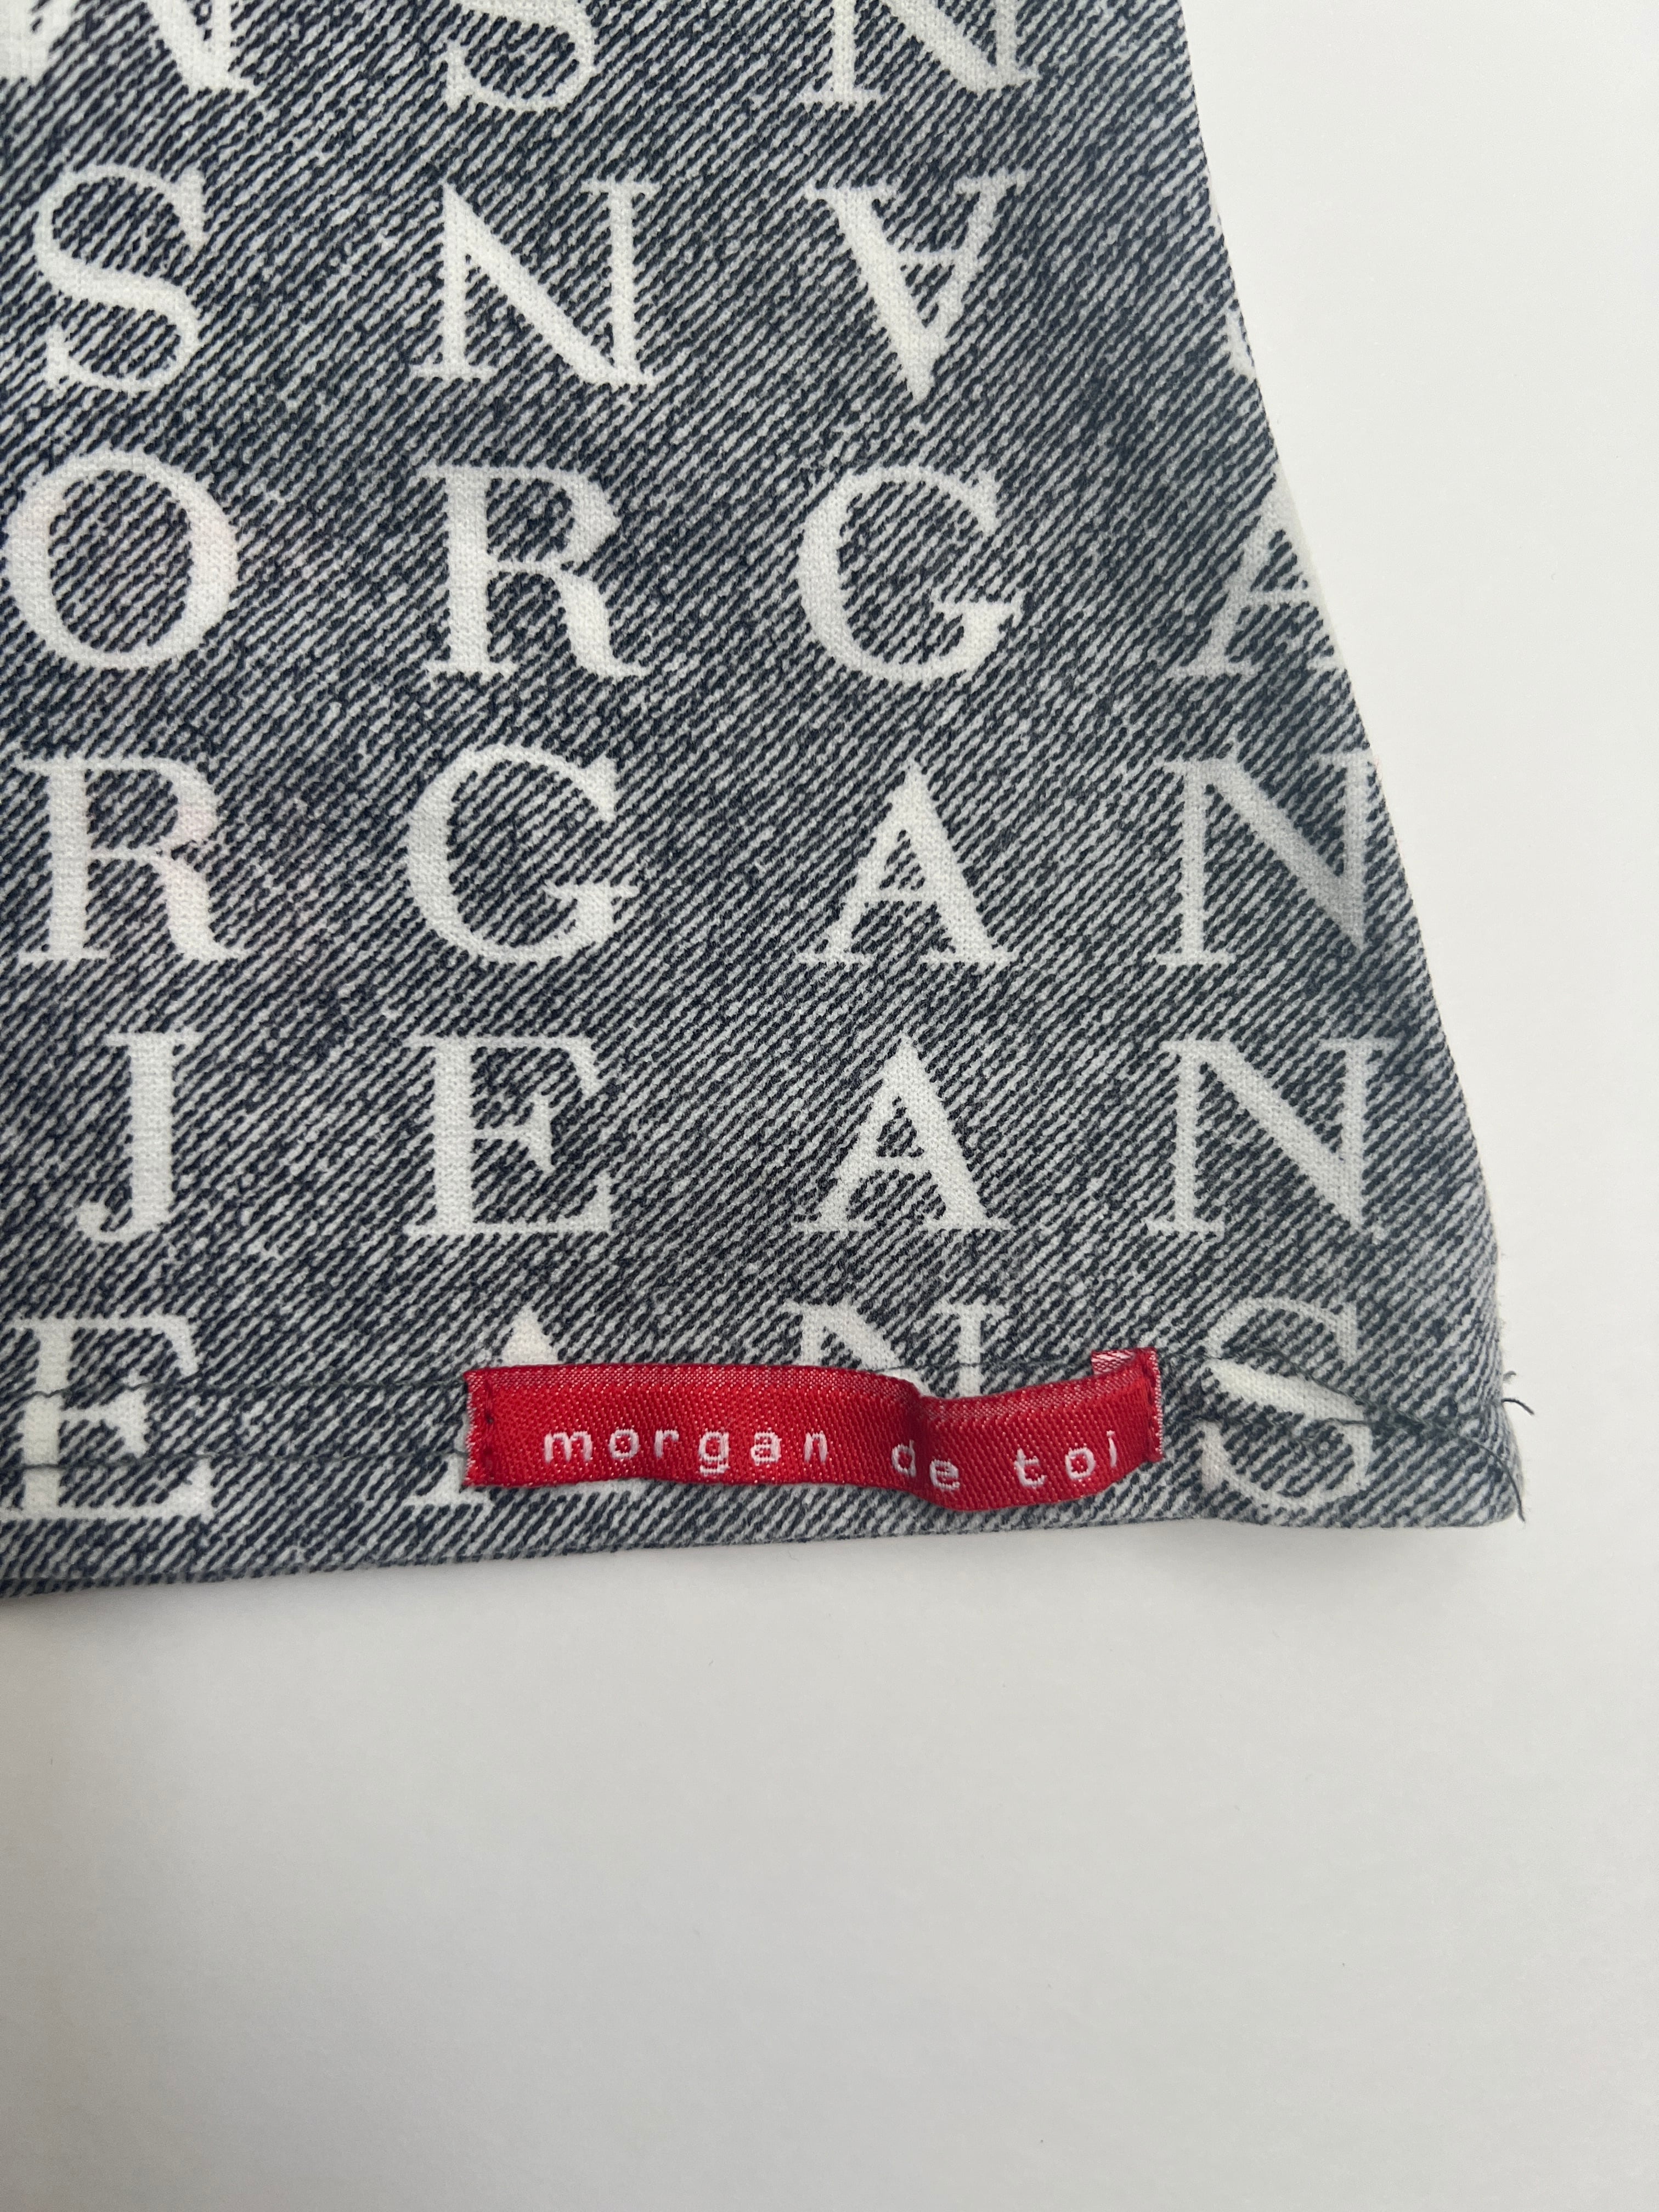 S N
S N A
O R G A
R G A N
J E A N
E A N S
morgan de toi